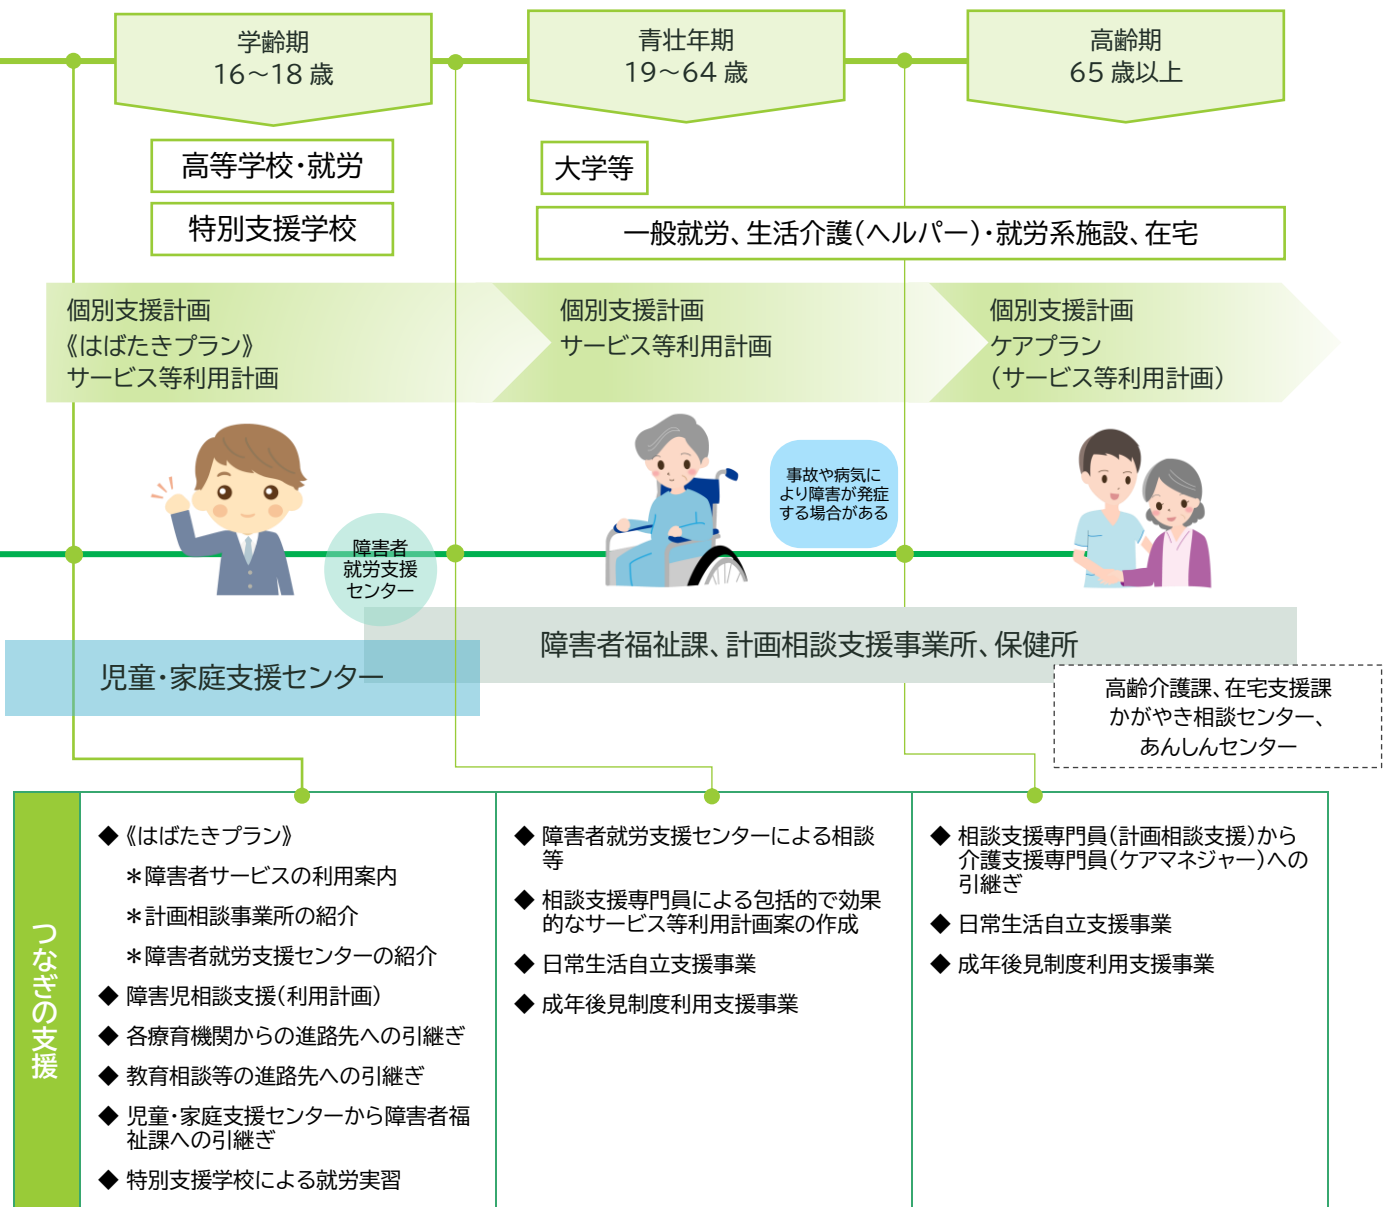 学齢期
16～18 歳
青壮年期
19～64 歳
高齢期
65 歳以上
高等学校・就労
特別支援学校
大学等
一般就労、生活介護（ヘルパー）・就労系施設、在宅
個別支援計画
《はばたきプラン》
サービス等利用計画
個別支援計画
サービス等利用計画
個別支援計画
ケアプラン
（サービス等利用計画）
事故や病気に
より障害が発症
する場合がある
障害者
就労支援
センター
障害者福祉課、計画相談支援事業所、保健所
児童・家庭支援センター
高齢介護課、在宅支援課
かがやき相談センター、
あんしんセンター
つなぎの支援
◆ 《はばたきプラン》
＊障害者サービスの利用案内
＊計画相談事業所の紹介
＊障害者就労支援センターの紹介
◆ 障害児相談支援（利用計画）
◆ 各療育機関からの進路先への引継ぎ
◆ 教育相談等の進路先への引継ぎ
◆ 児童・家庭支援センターから障害者福
祉課への引継ぎ
◆ 特別支援学校による就労実習
◆ 障害者就労支援センターによる相談
等
◆ 相談支援専門員による包括的で効果
的なサービス等利用計画案の作成
◆ 日常生活自立支援事業
◆ 成年後見制度利用支援事業
◆ 相談支援専門員（計画相談支援）から
介護支援専門員（ケアマネジャー）への
引継ぎ
◆ 日常生活自立支援事業
◆ 成年後見制度利用支援事業